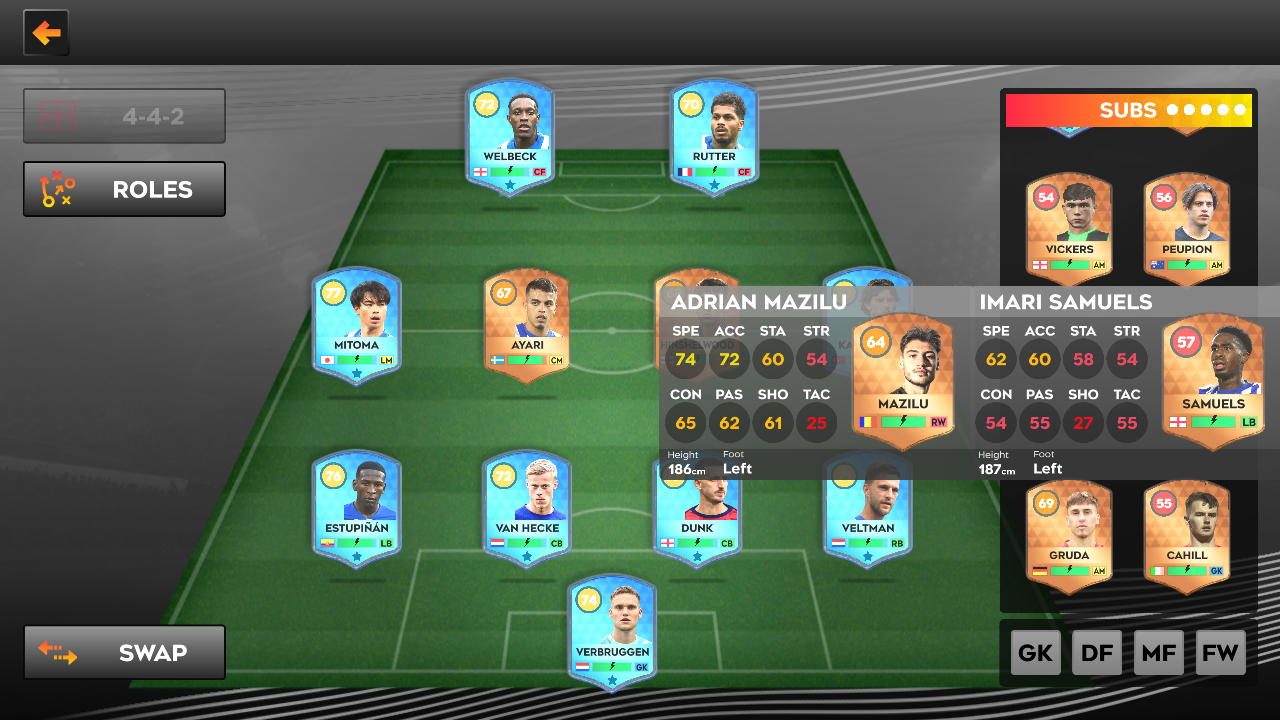 4-4-2
ROLES
SWAP
72
WELBECK
CF
70
RUTTER
CF
77
MITOMA
LM
67
AYARI
CM
HINSHELWOOD
KA
76
ESTUPIÑÁN
LB
72
VAN HECKE
CB
DUNK
CB
VELTMAN
RB
74
VERBRUGGEN
GK
SUBS
54
VICKERS
AM
56
PEUPION
AM
ADRIAN MAZILU
SPE ACC STA STR
74 72 60 54
CON PAS SHO TAC
65 62 61 25
Height Foot
186cm Left
64
MAZILU
RW
IMARI SAMUELS
SPE ACC STA STR
62 60 58 54
CON PAS SHO TAC
54 55 27 55
Height Foot
187cm Left
57
SAMUELS
LB
69
GRUDA
AM
55
CAHILL
GK
GK DF MF FW